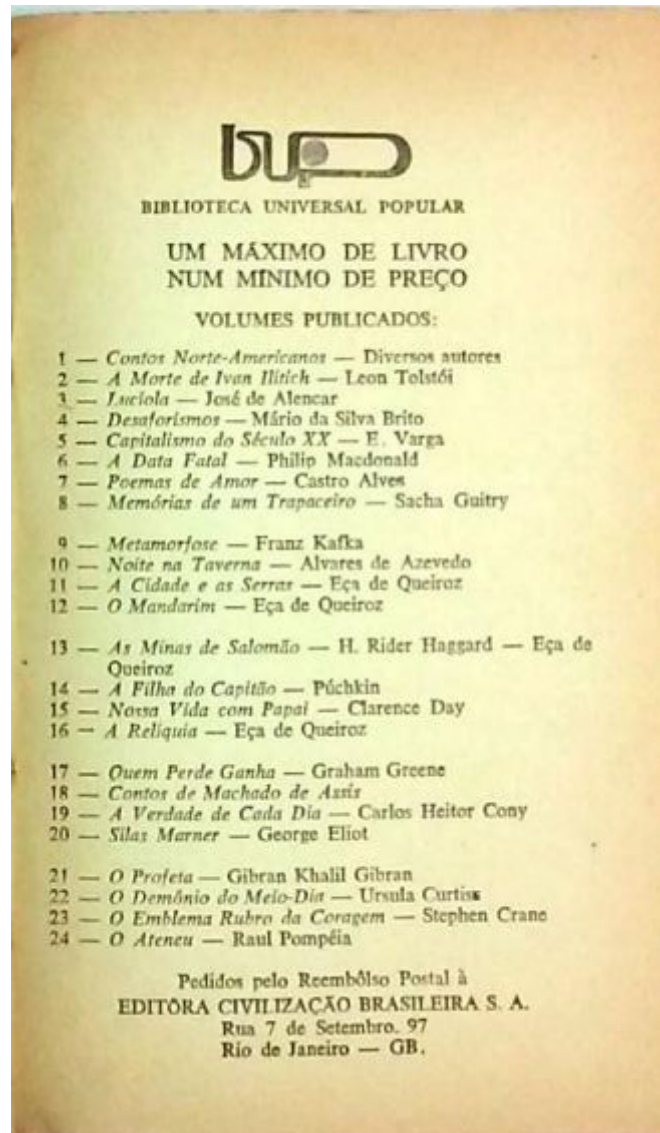 bup
BIBLIOTECA UNIVERSAL POPULAR
UM MÁXIMO DE LIVRO
NUM MÍNIMO DE PREÇO
VOLUMES PUBLICADOS:
1 — Contos Norte-Americanos — Diversos autores
2 — A Morte de Ivan Ilitich — Leon Tolstói
3 — Lucíola — José de Alencar
4 — Desaforismos — Mário da Silva Brito
5 — Capitalismo do Século XX — E. Varga
6 — A Data Fatal — Philip Macdonald
7 — Poemas de Amor — Castro Alves
8 — Memórias de um Trapaceiro — Sacha Guitry
9 — Metamorfose — Franz Kafka
10 — Noite na Taverna — Alvares de Azevedo
11 — A Cidade e as Serras — Eça de Queiroz
12 — O Mandarim — Eça de Queiroz
13 — As Minas de Salomão — H. Rider Haggard — Eça de
Queiroz
14 — A Filha do Capitão — Púchkin
15 — Nossa Vida com Papai — Clarence Day
16 — A Relíquia — Eça de Queiroz
17 — Quem Perde Ganha — Graham Greene
18 — Contos de Machado de Assis
19 — A Verdade de Cada Dia — Carlos Heitor Cony
20 — Silas Marner — George Eliot
21 — O Profeta — Gibran Khalil Gibran
22 — O Demônio do Meio-Dia — Ursula Curtiss
23 — O Emblema Rubro da Coragem — Stephen Crane
24 — O Ateneu — Raul Pompéia
Pedidos pelo Reembôlso Postal à
EDITÔRA CIVILIZAÇÃO BRASILEIRA S. A.
Rua 7 de Setembro, 97
Rio de Janeiro — GB.